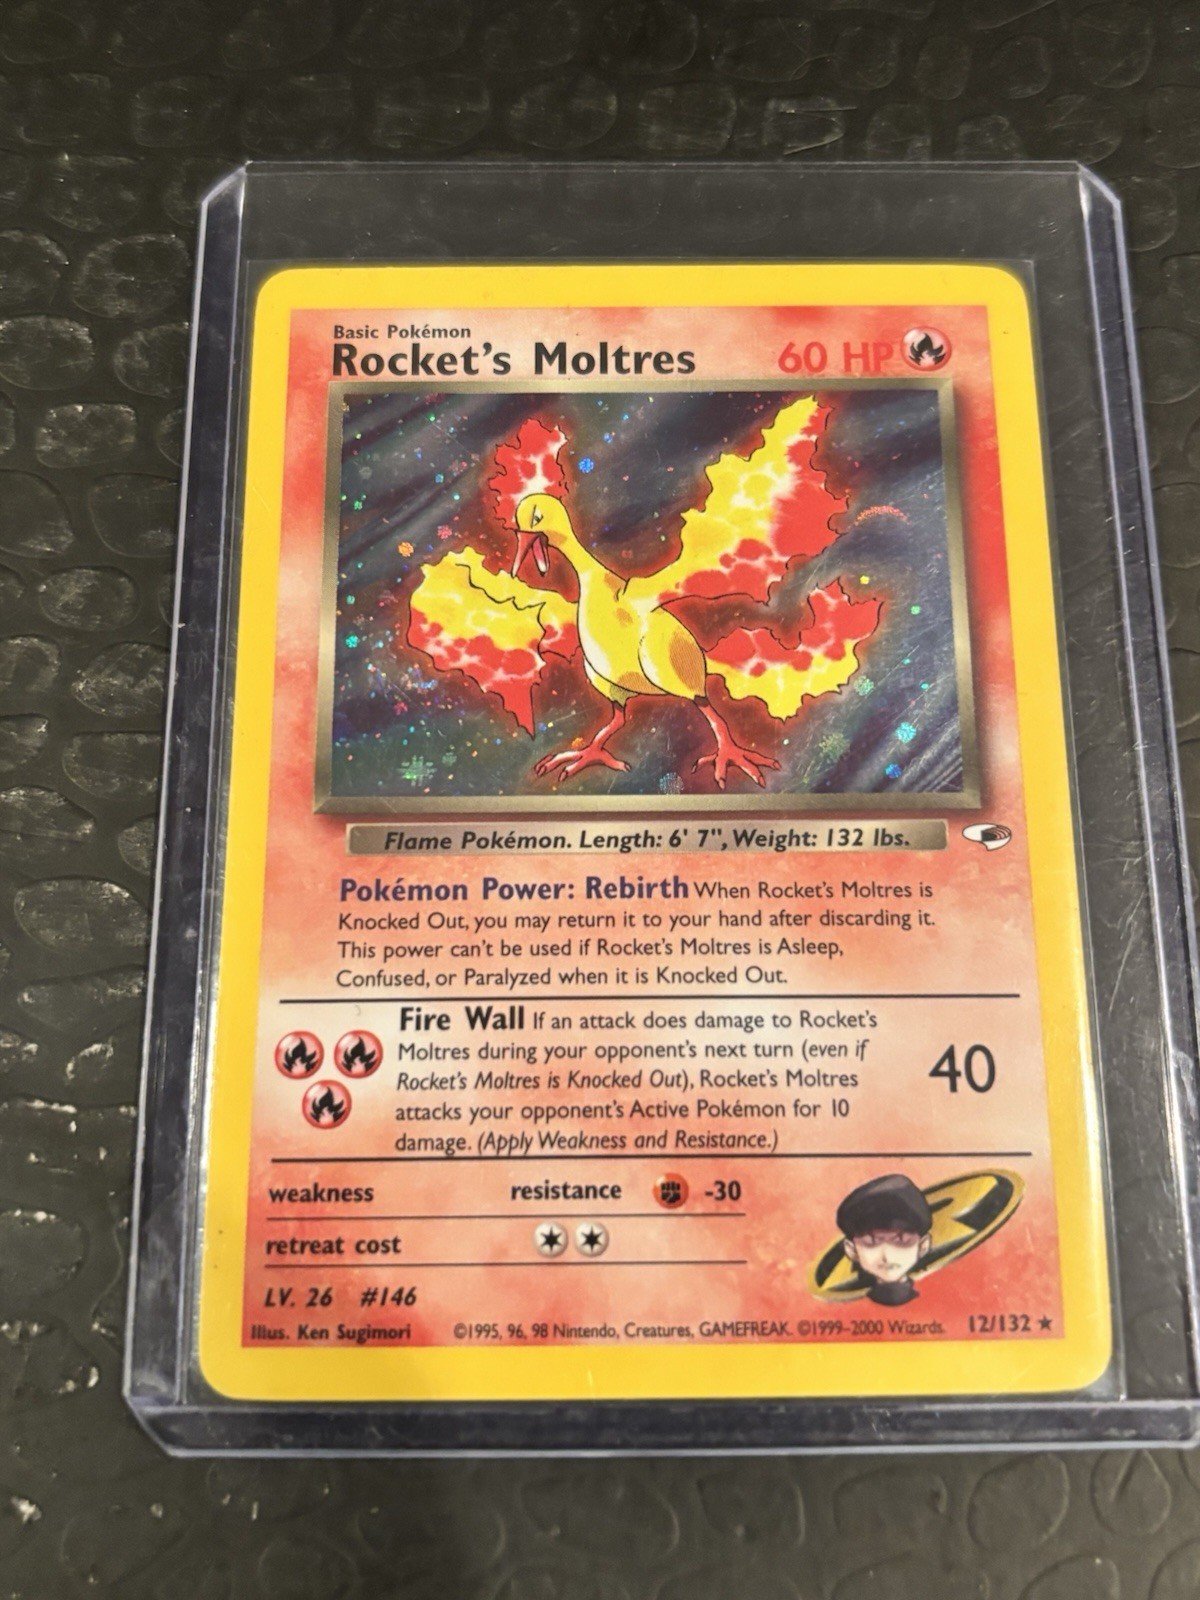 Basic Pokémon
Rocket's Moltres 60 HP
Flame Pokémon. Length: 6' 7", Weight: 132 lbs.
Pokémon Power: Rebirth When Rocket's Moltres is
Knocked Out, you may return it to your hand after discarding it.
This power can't be used if Rocket's Moltres is Asleep,
Confused, or Paralyzed when it is Knocked Out.
Fire Wall If an attack does damage to Rocket's
Moltres during your opponent's next turn (even if
Rocket's Moltres is Knocked Out), Rocket's Moltres
attacks your opponent's Active Pokémon for 10
damage. (Apply Weakness and Resistance.)
40
weakness resistance -30
retreat cost
LV. 26 #146
Illus. Ken Sugimori ©1995, 96, 98 Nintendo, Creatures, GAMEFREAK. ©1999-2000 Wizards. 12/132 ★